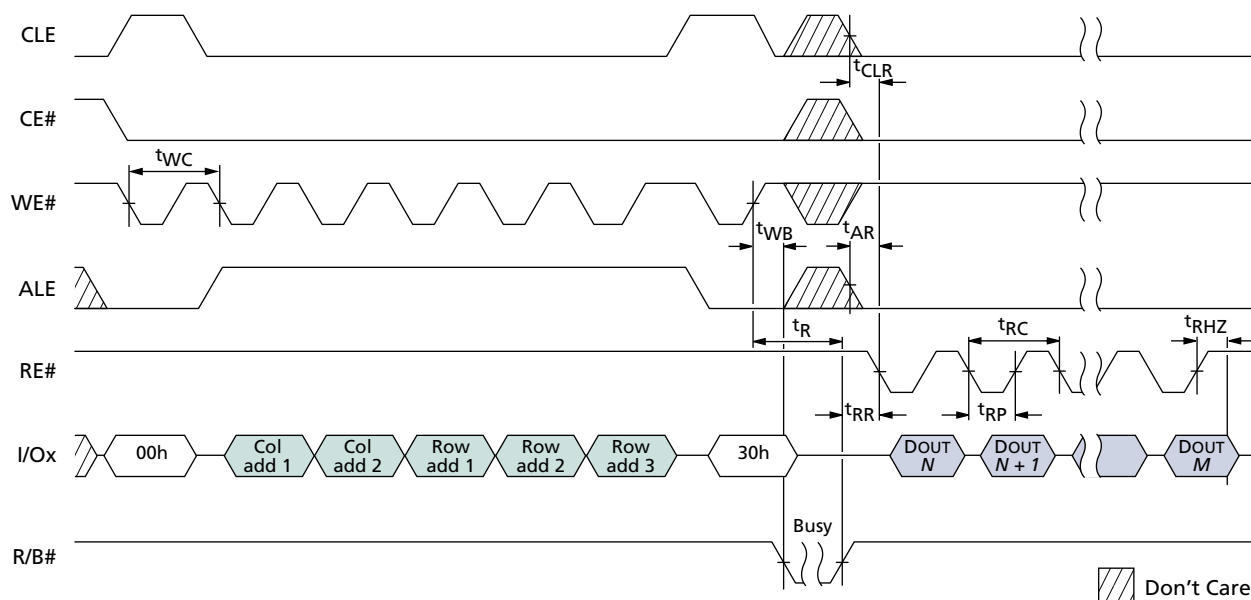 CLE
tCLR
CE#
tWC
WE#
tWB
tAR
ALE
tR
tRC
tRHZ
RE#
tRR
tRP
I/Ox
00h
Col
add 1
Col
add 2
Row
add 1
Row
add 2
Row
add 3
30h
DOUT
N
DOUT
N + 1
DOUT
M
Busy
R/B#
Don't Care